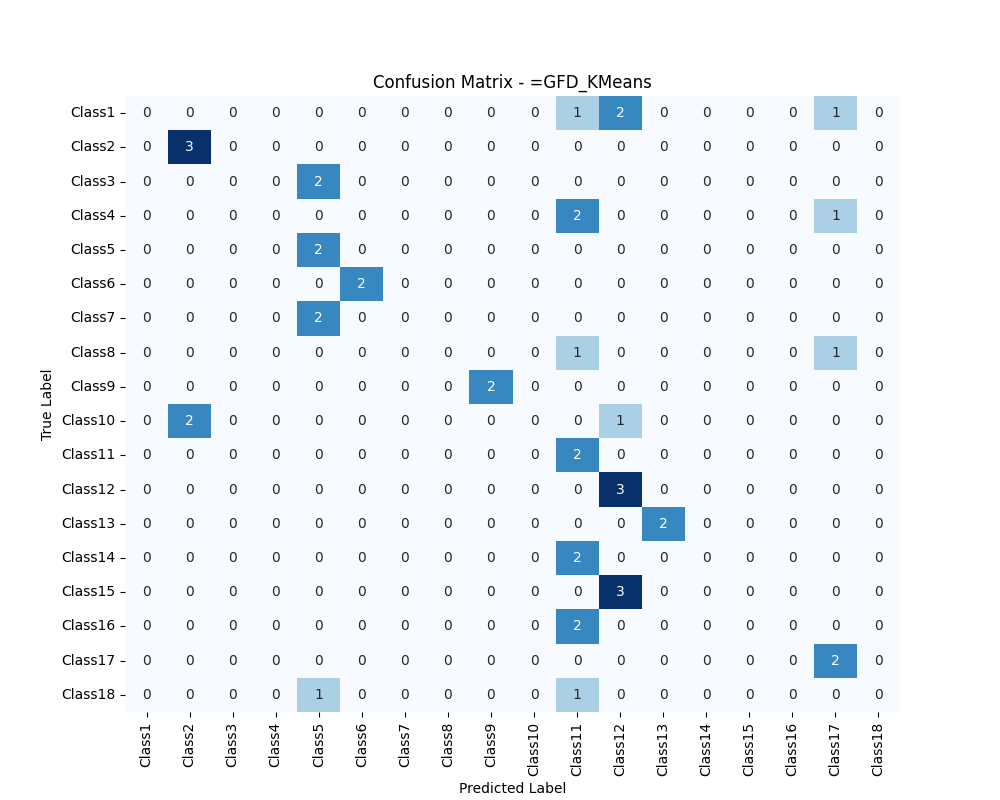 Confusion Matrix - =GFD_KMeans
Class1 0 0 0 0 0 0 0 0 0 0 1 2 0 0 0 0 1 0
Class2 0 3 0 0 0 0 0 0 0 0 0 0 0 0 0 0 0 0
Class3 0 0 0 0 2 0 0 0 0 0 0 0 0 0 0 0 0 0
Class4 0 0 0 0 0 0 0 0 0 0 2 0 0 0 0 0 1 0
Class5 0 0 0 0 2 0 0 0 0 0 0 0 0 0 0 0 0 0
Class6 0 0 0 0 0 2 0 0 0 0 0 0 0 0 0 0 0 0
Class7 0 0 0 0 2 0 0 0 0 0 0 0 0 0 0 0 0 0
Class8 0 0 0 0 0 0 0 0 0 0 1 0 0 0 0 0 1 0
Class9 0 0 0 0 0 0 0 0 2 0 0 0 0 0 0 0 0 0
Class10 0 2 0 0 0 0 0 0 0 0 0 1 0 0 0 0 0 0
Class11 0 0 0 0 0 0 0 0 0 0 2 0 0 0 0 0 0 0
Class12 0 0 0 0 0 0 0 0 0 0 0 3 0 0 0 0 0 0
Class13 0 0 0 0 0 0 0 0 0 0 0 0 2 0 0 0 0 0
Class14 0 0 0 0 0 0 0 0 0 0 2 0 0 0 0 0 0 0
Class15 0 0 0 0 0 0 0 0 0 0 0 3 0 0 0 0 0 0
Class16 0 0 0 0 0 0 0 0 0 0 2 0 0 0 0 0 0 0
Class17 0 0 0 0 0 0 0 0 0 0 0 0 0 0 0 0 2 0
Class18 0 0 0 0 1 0 0 0 0 0 1 0 0 0 0 0 0 0
True Label
Class1 Class2 Class3 Class4 Class5 Class6 Class7 Class8 Class9 Class10 Class11 Class12 Class13 Class14 Class15 Class16 Class17 Class18
Predicted Label